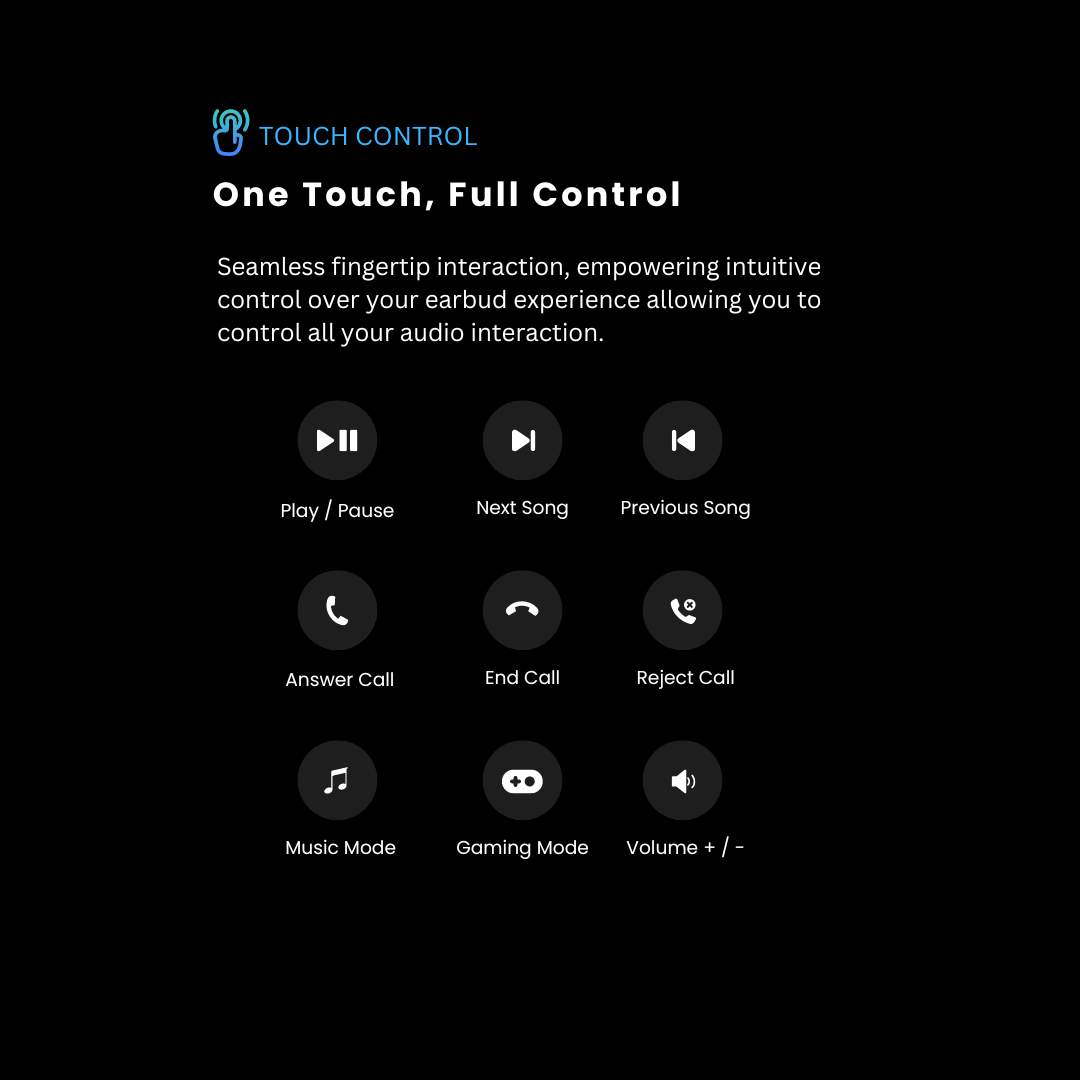 TOUCH CONTROL
One Touch, Full Control
Seamless fingertip interaction, empowering intuitive
control over your earbud experience allowing you to
control all your audio interaction.
Play / Pause
Next Song
Previous Song
Answer Call
End Call
Reject Call
Music Mode
Gaming Mode
Volume + / -